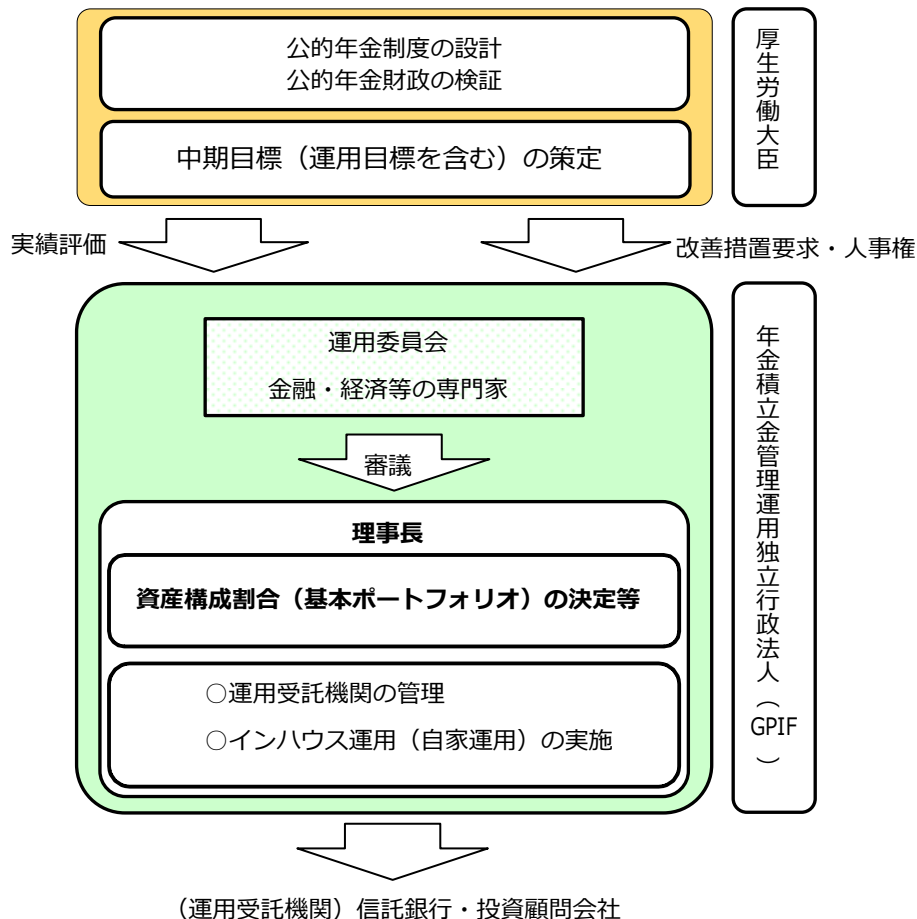 公的年金制度の設計
公的年金財政の検証
中期目標（運用目標を含む）の策定
厚生労働大臣
実績評価
改善措置要求・人事権
運用委員会
金融・経済等の専門家
審議
理事長
資産構成割合（基本ポートフォリオ）の決定等
○運用受託機関の管理
○インハウス運用（自家運用）の実施
年金積立金管理運用独立行政法人（GPIF）
（運用受託機関）信託銀行・投資顧問会社